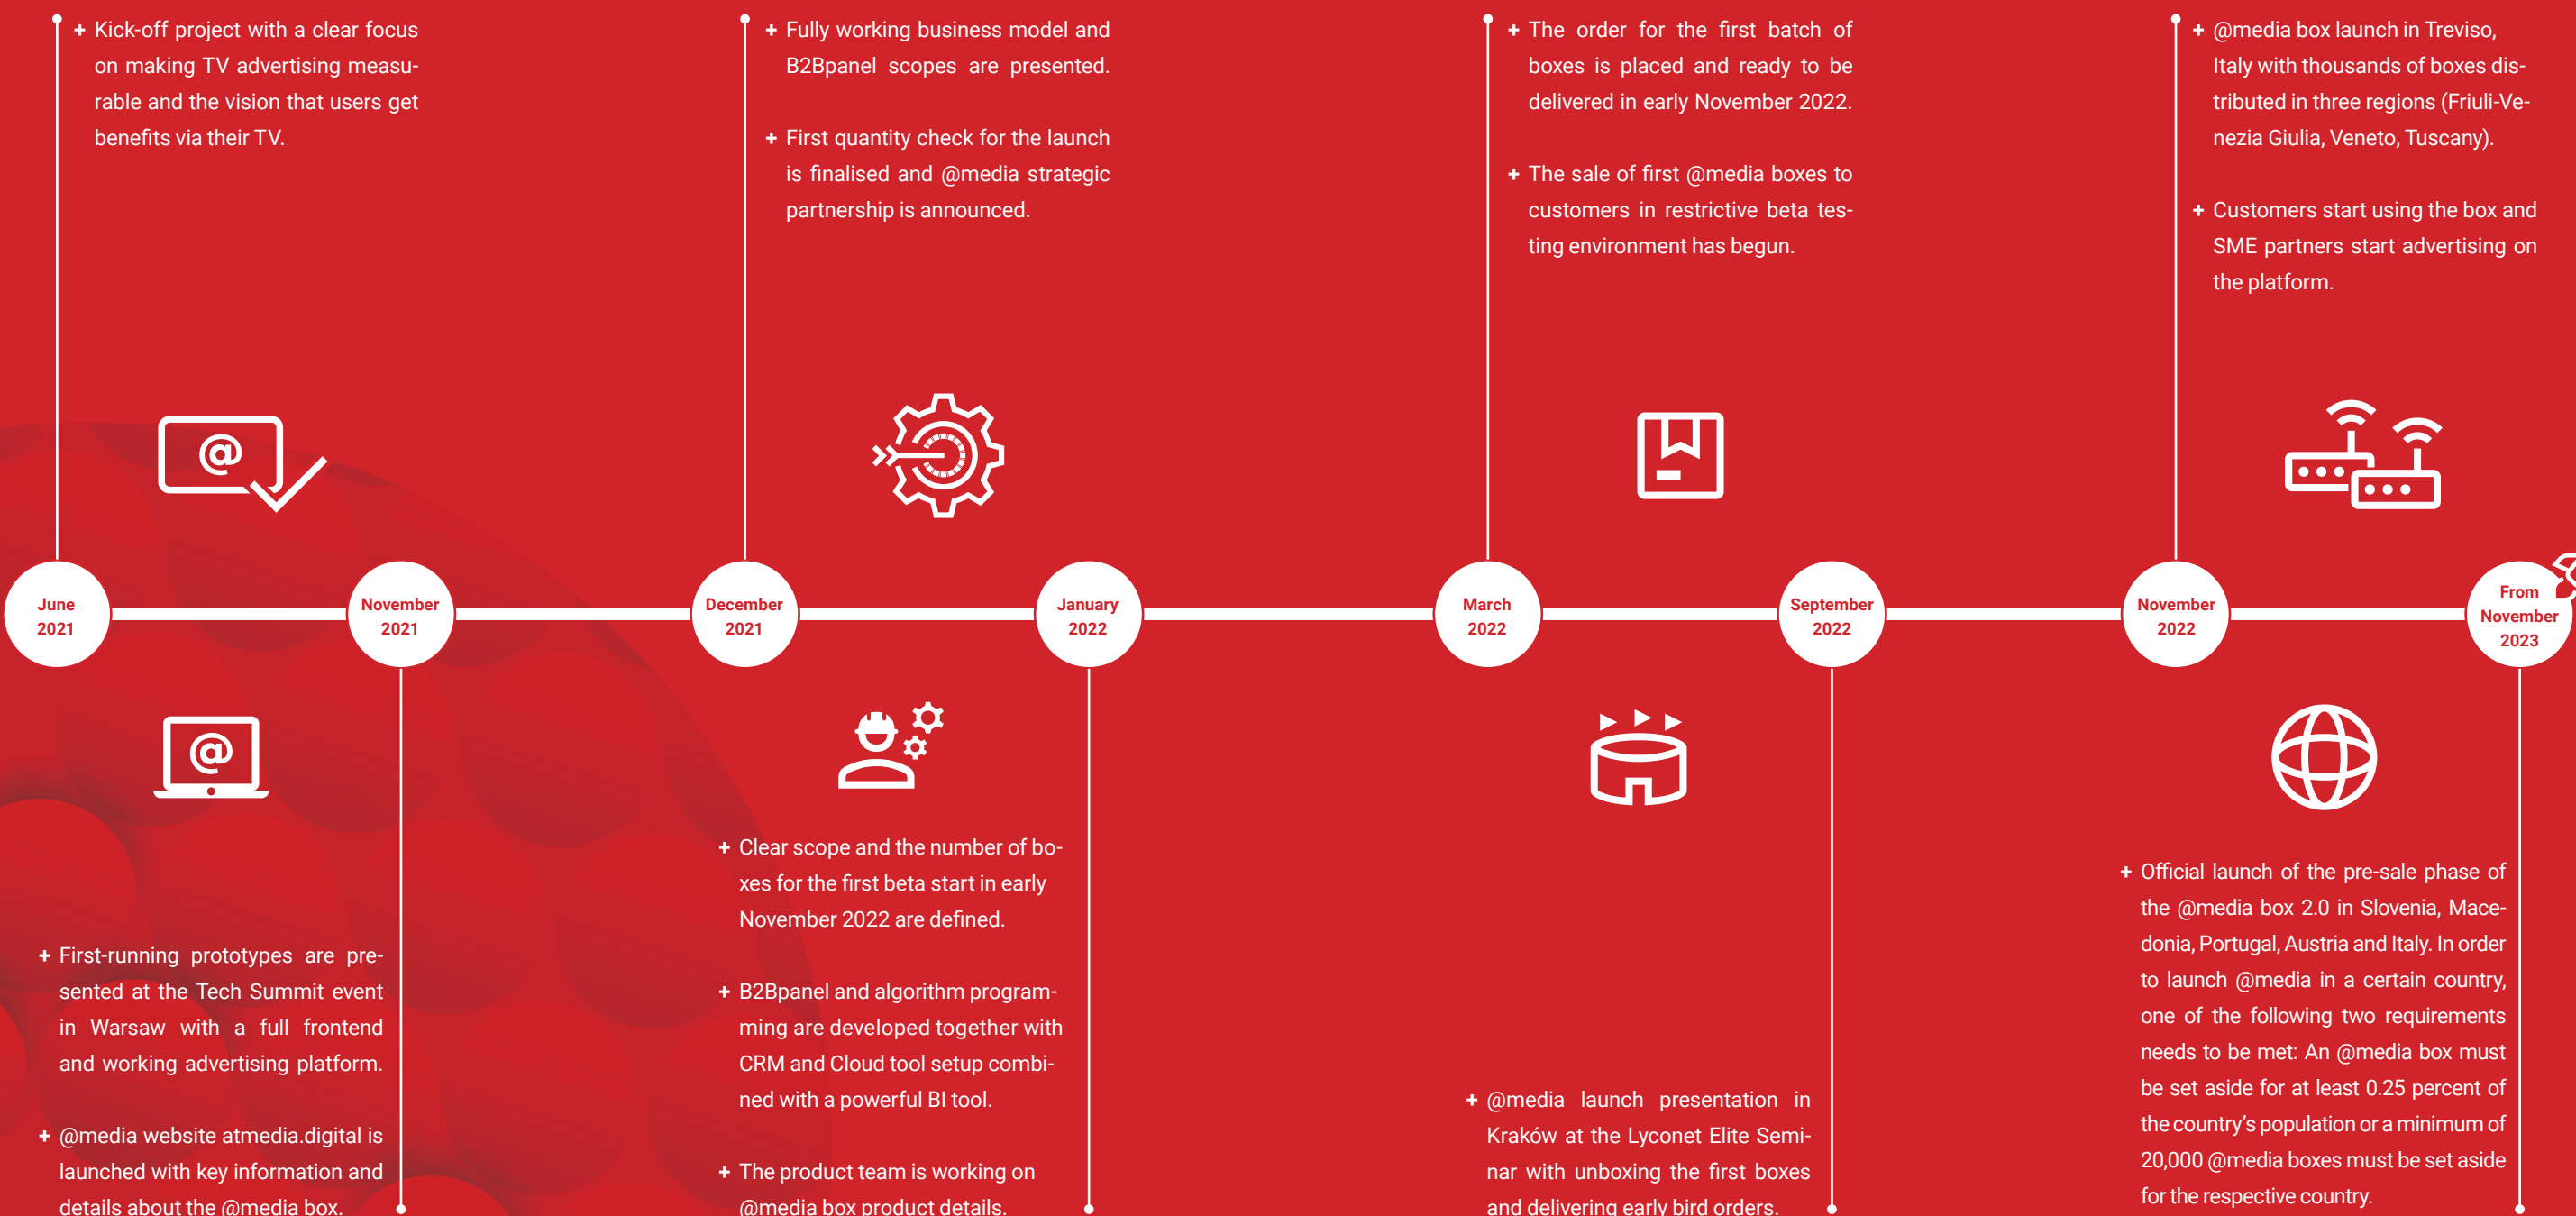 + Kick-off project with a clear focus
on making TV advertising measu-
rable and the vision that users get
benefits via their TV.
+ Fully working business model and
B2Bpanel scopes are presented.
+ First quantity check for the launch
is finalised and @media strategic
partnership is announced.
+ The order for the first batch of
boxes is placed and ready to be
delivered in early November 2022.
+ The sale of first @media boxes to
customers in restrictive beta tes-
ting environment has begun.
+ @media box launch in Treviso,
Italy with thousands of boxes dis-
tributed in three regions (Friuli-Ve-
nezia Giulia, Veneto, Tuscany).
+ Customers start using the box and
SME partners start advertising on
the platform.
@
June
2021
November
2021
December
2021
January
2022
March
2022
September
2022
November
2022
From
November
2023
@
+ First-running prototypes are pre-
sented at the Tech Summit event
in Warsaw with a full frontend
and working advertising platform.
+ @media website atmedia.digital is
launched with key information and
details about the @media box.
+ Clear scope and the number of bo-
xes for the first beta start in early
November 2022 are defined.
+ B2Bpanel and algorithm program-
ming are developed together with
CRM and Cloud tool setup combi-
ned with a powerful BI tool.
+ The product team is working on
@media box product details.
+ @media launch presentation in
Kraków at the Lyconet Elite Semi-
nar with unboxing the first boxes
and delivering early bird orders.
+ Official launch of the pre-sale phase of
the @media box 2.0 in Slovenia, Mace-
donia, Portugal, Austria and Italy. In order
to launch @media in a certain country,
one of the following two requirements
needs to be met: An @media box must
be set aside for at least 0.25 percent of
the country's population or a minimum of
20,000 @media boxes must be set aside
for the respective country.